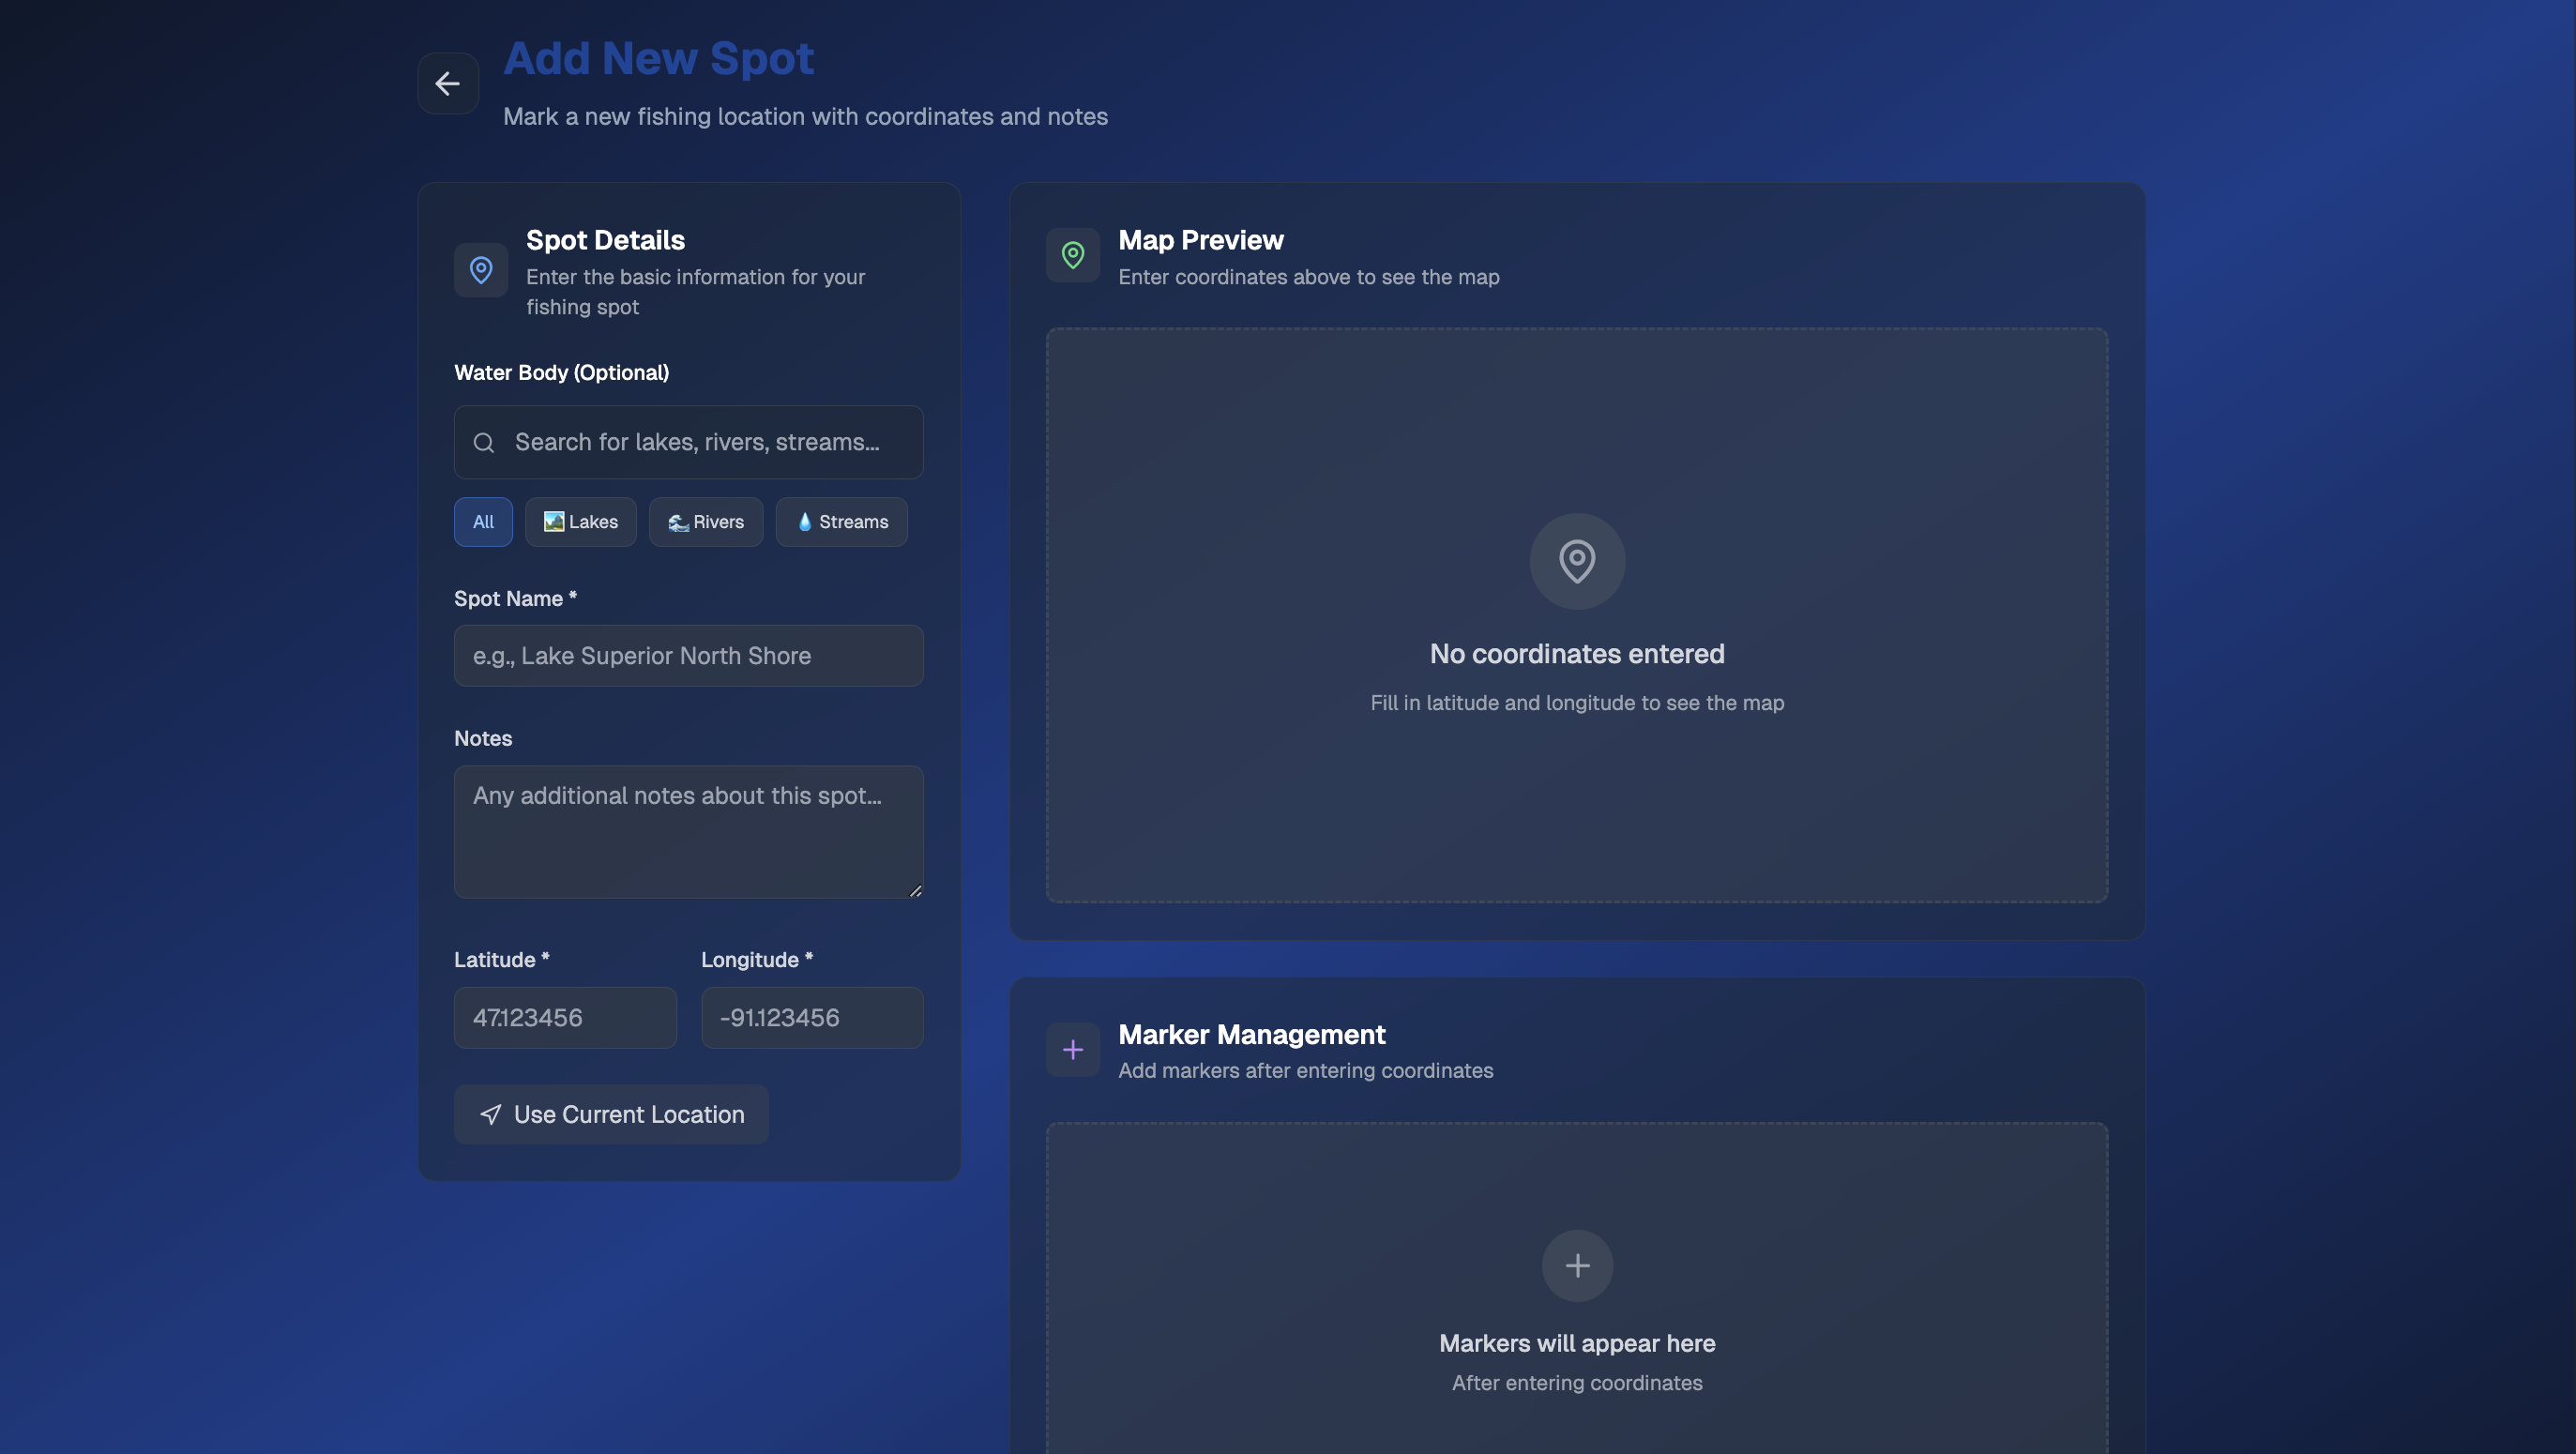 Add New Spot
Mark a new fishing location with coordinates and notes
Spot Details
Enter the basic information for your
fishing spot
Water Body (Optional)
Search for lakes, rivers, streams...
All
Lakes
Rivers
Streams
Spot Name *
e.g., Lake Superior North Shore
Notes
Any additional notes about this spot...
Latitude *
Longitude *
47.123456
-91.123456
Use Current Location
Map Preview
Enter coordinates above to see the map
No coordinates entered
Fill in latitude and longitude to see the map
Marker Management
Add markers after entering coordinates
Markers will appear here
After entering coordinates